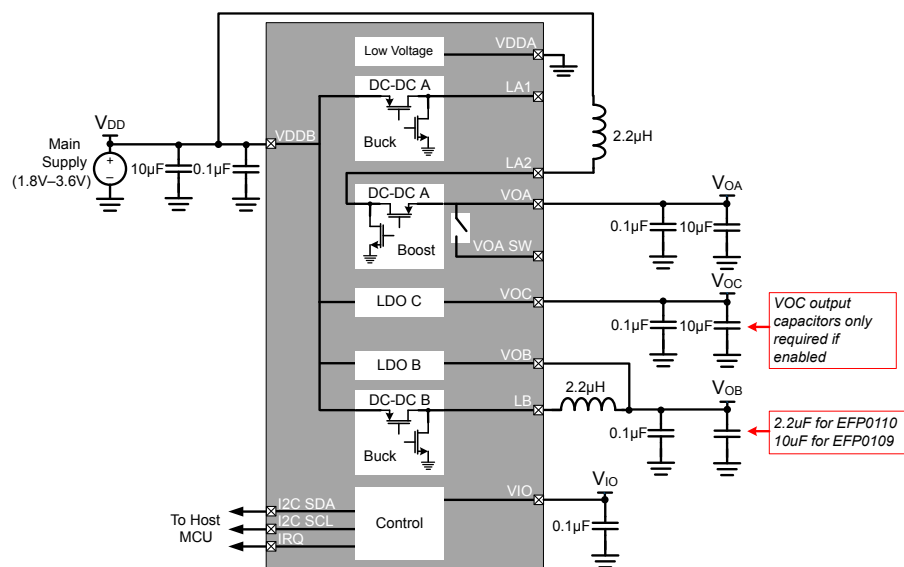 Low Voltage
VDDA
DC-DC A
LA1
Buck
VDD
VDDB
Main
Supply
(1.8V–3.6V)
10µF
0.1µF
2.2µH
LA2
DC-DC A
VOA
VOA
Boost
VOA SW
0.1µF
10µF
LDO C
VOC
VOC
0.1µF
10µF
VOC output
capacitors only
required if
enabled
LDO B
VOB
2.2µH
DC-DC B
LB
VOB
Buck
0.1µF
2.2uF for EFP0110
10uF for EFP0109
I2C SDA
I2C SCL
IRQ
To Host
MCU
Control
VIO
VIO
0.1µF